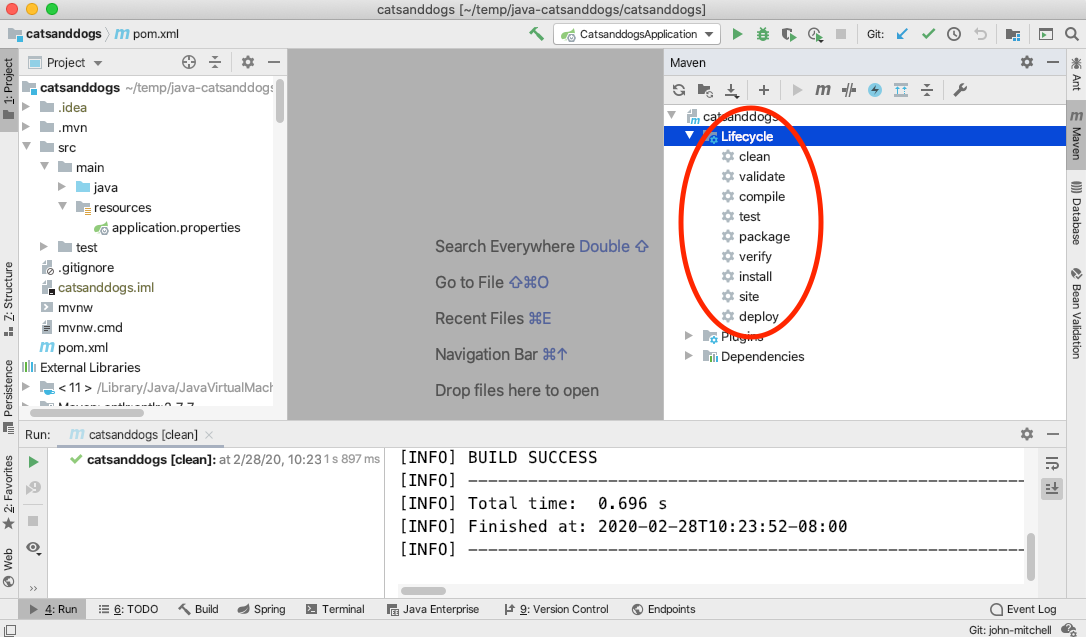 catsanddogs [~/temp/java-catsanddogs/catsanddogs]
catsanddogs
pom.xml
CatsanddogsApplication
Git:
1: Project
Z: Structure
Persistence
2: Favorites
Web
Project
catsanddogs ~/temp/java-catsanddogs
.idea
.mvn
src
main
java
resources
application.properties
test
.gitignore
catsanddogs.iml
mvnw
mvnw.cmd
pom.xml
External Libraries
< 11 > /Library/Java/JavaVirtualMach
Search Everywhere Double ⇧
Go to File ⇧⌘O
Recent Files ⌘E
Navigation Bar ⌘↑
Drop files here to open
Maven
catsanddogs
Lifecycle
clean
validate
compile
test
package
verify
install
site
deploy
Plugins
Dependencies
Ant
Maven
Database
Bean Validation
Run:
catsanddogs [clean]
catsanddogs [clean]: at 2/28/20, 10:23 1 s 897 ms
[INFO] BUILD SUCCESS
[INFO] ------------------------------------------------------------------------
[INFO] Total time:  0.696 s
[INFO] Finished at: 2020-02-28T10:23:52-08:00
[INFO] ------------------------------------------------------------------------
4: Run
6: TODO
Build
Spring
Terminal
Java Enterprise
9: Version Control
Endpoints
Event Log
Git: john-mitchell